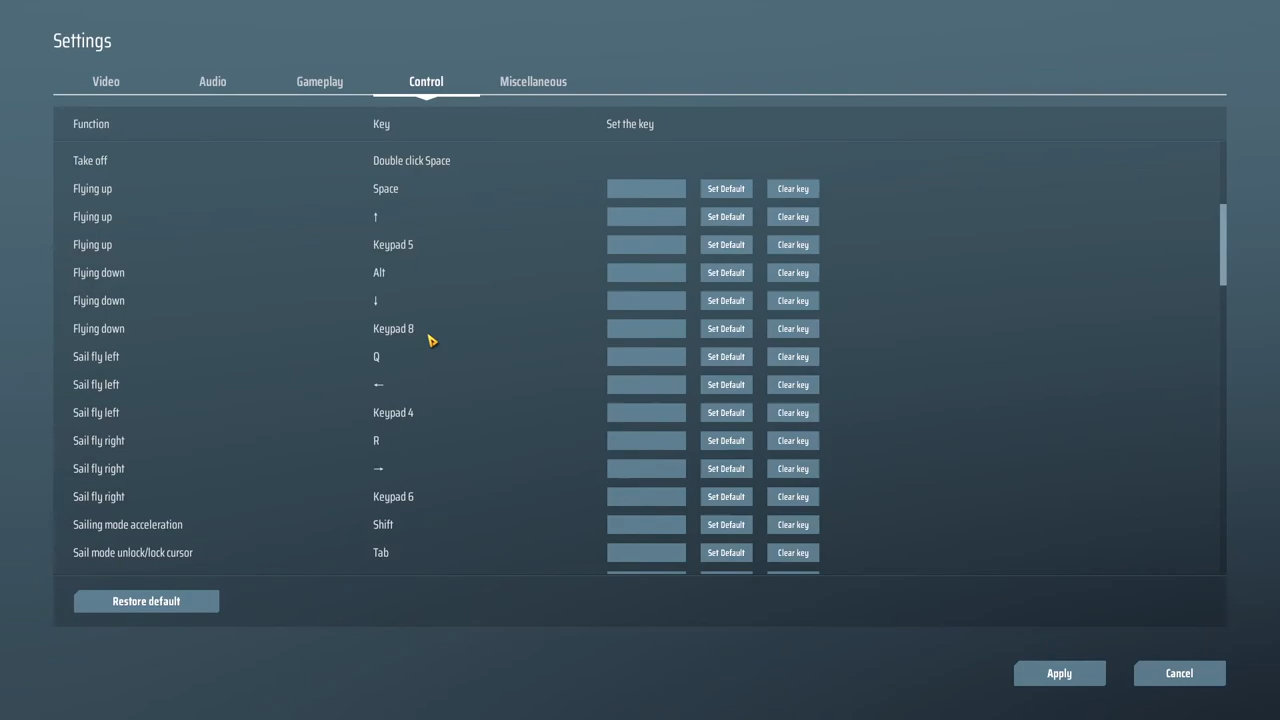 Settings
Video Audio Gameplay Control Miscellaneous
Function Key Set the key
Take off Double click Space
Flying up Space Set Default Clear key
Flying up ↑ Set Default Clear key
Flying up Keypad 5 Set Default Clear key
Flying down Alt Set Default Clear key
Flying down ↓ Set Default Clear key
Flying down Keypad 8 Set Default Clear key
Sail fly left Q Set Default Clear key
Sail fly left ← Set Default Clear key
Sail fly left Keypad 4 Set Default Clear key
Sail fly right R Set Default Clear key
Sail fly right → Set Default Clear key
Sail fly right Keypad 6 Set Default Clear key
Sailing mode acceleration Shift Set Default Clear key
Sail mode unlock/lock cursor Tab Set Default Clear key
Restore default
Apply Cancel